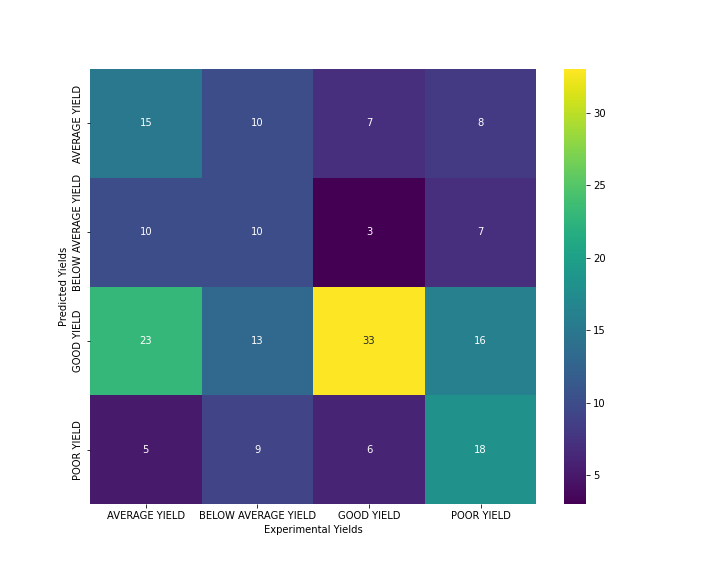 Predicted Yields
AVERAGE YIELD
BELOW AVERAGE YIELD
GOOD YIELD
POOR YIELD
15 10 7 8
10 10 3 7
23 13 33 16
5 9 6 18
AVERAGE YIELD BELOW AVERAGE YIELD GOOD YIELD POOR YIELD
Experimental Yields
30
25
20
15
10
5